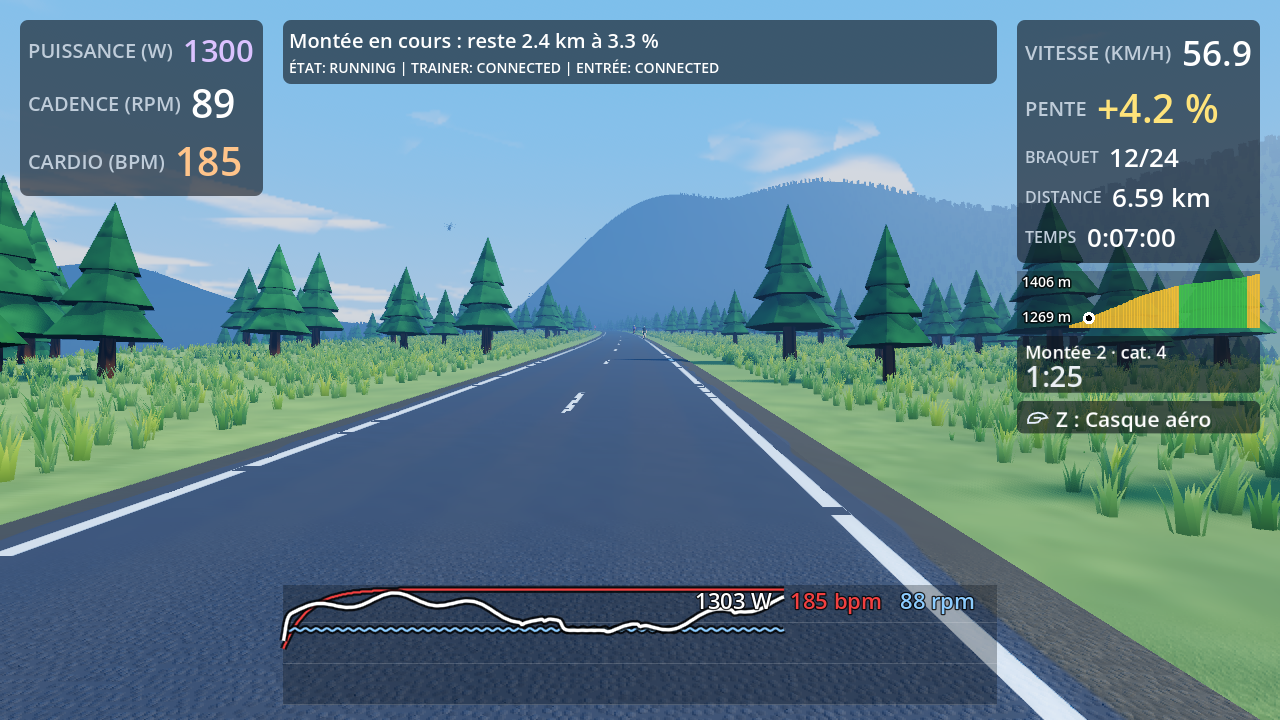 PUISSANCE (W) 1300
CADENCE (RPM) 89
CARDIO (BPM) 185
Montée en cours : reste 2.4 km à 3.3 %
ÉTAT: RUNNING | TRAINER: CONNECTED | ENTRÉE: CONNECTED
VITESSE (KM/H) 56.9
PENTE +4.2 %
BRAQUET 12/24
DISTANCE 6.59 km
TEMPS 0:07:00
1406 m
1269 m
Montée 2 · cat. 4
1:25
Z : Casque aéro
1303 W 185 bpm 88 rpm